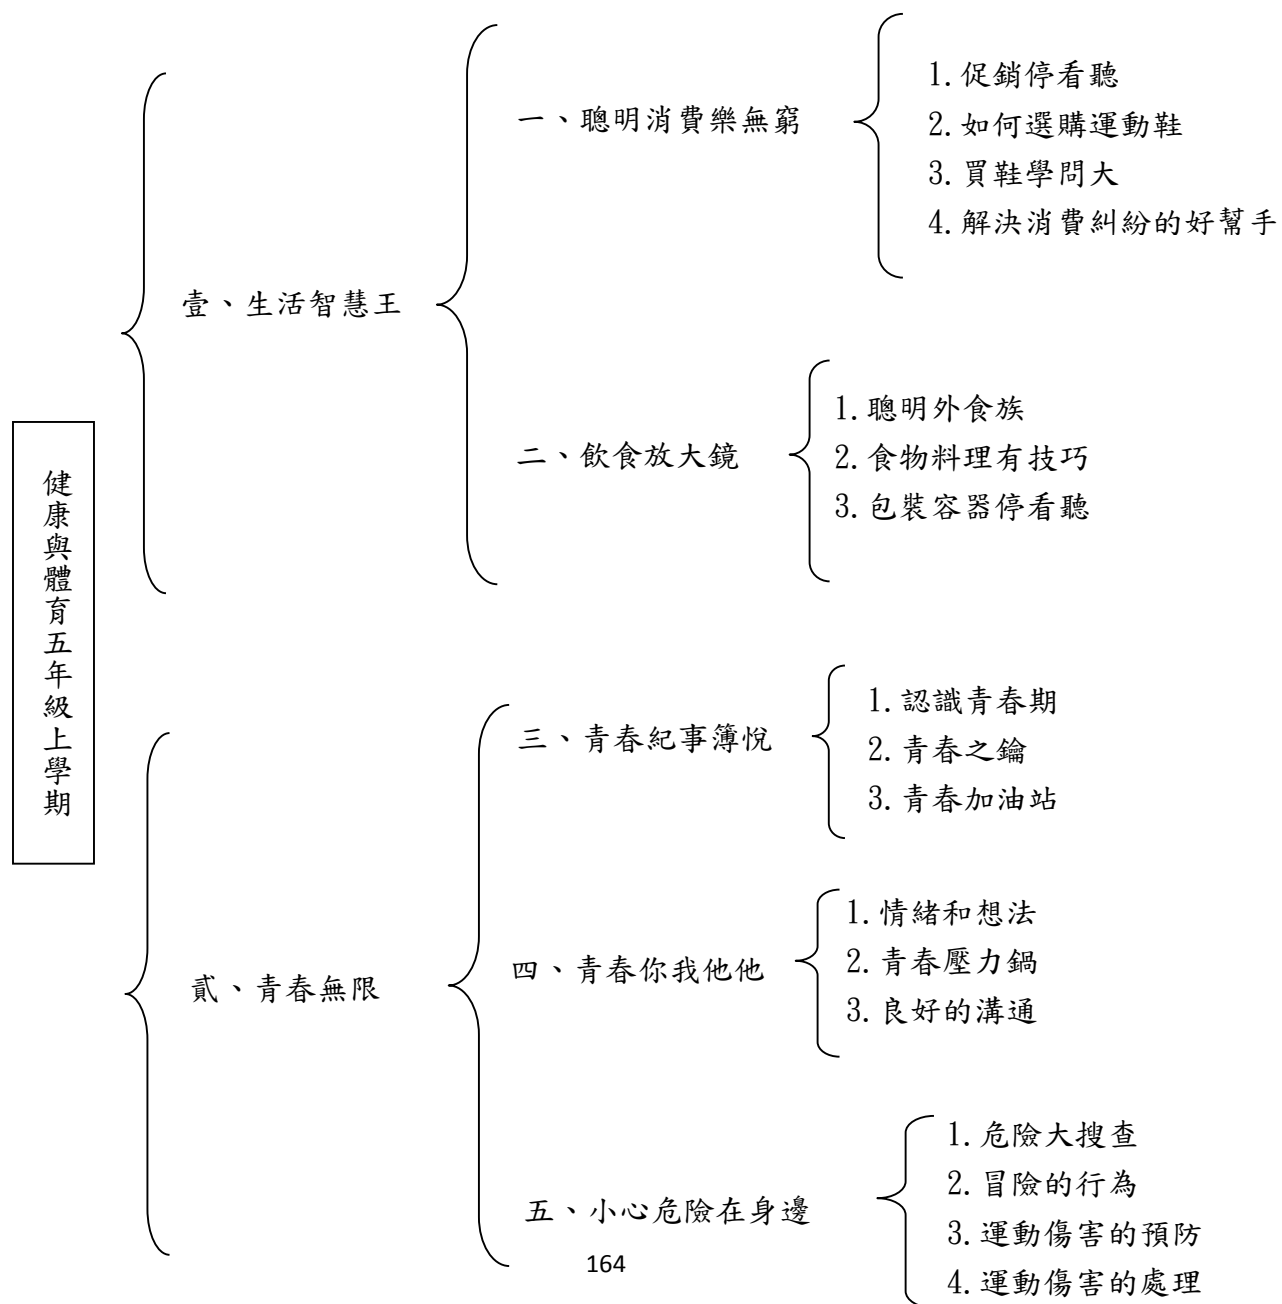 健康與體育五年級上學期
壹、生活智慧王
一、聰明消費樂無窮
1.促銷停看聽
2.如何選購運動鞋
3.買鞋學問大
4.解決消費糾紛的好幫手
二、飲食放大鏡
1.聰明外食族
2.食物料理有技巧
3.包裝容器停看聽
貳、青春無限
三、青春紀事簿悅
1.認識青春期
2.青春之鑰
3.青春加油站
四、青春你我他他
1.情緒和想法
2.青春壓力鍋
3.良好的溝通
五、小心危險在身邊
1.危險大搜查
2.冒險的行為
3.運動傷害的預防
4.運動傷害的處理
164